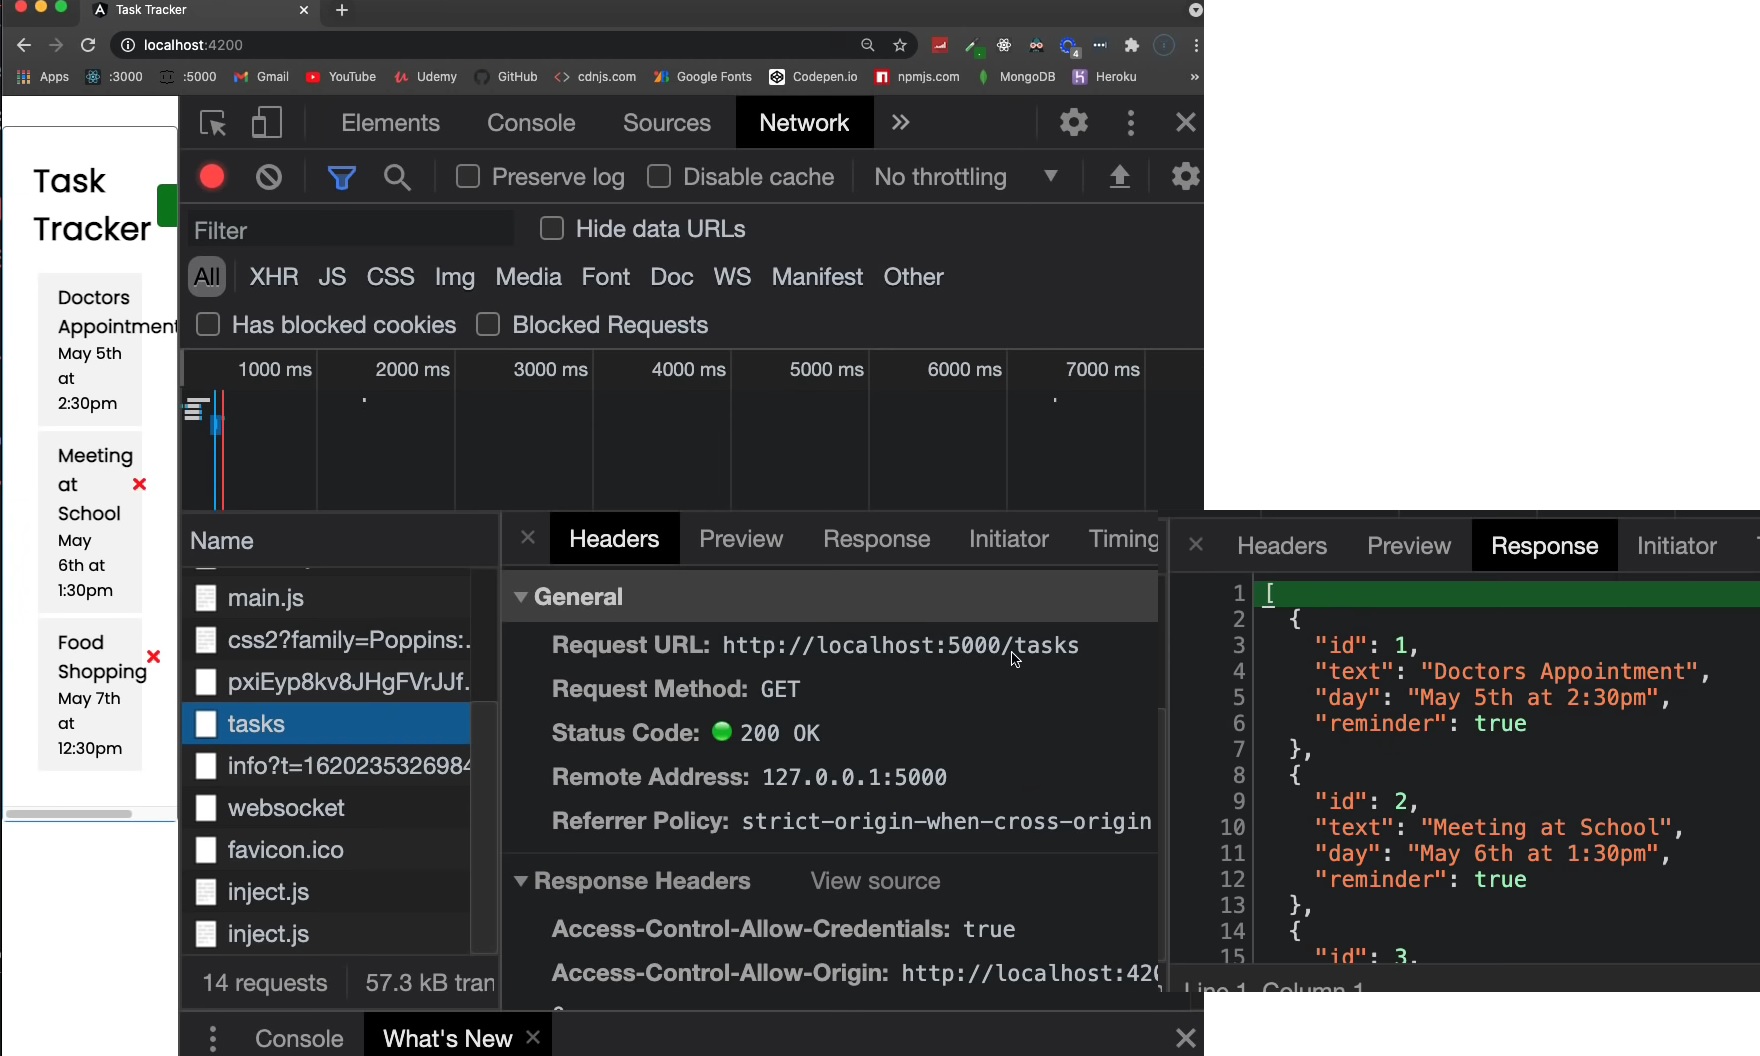 Task Tracker
localhost:4200
4
Apps :3000 :5000 Gmail YouTube Udemy GitHub cdnjs.com Google Fonts Codepen.io npmjs.com MongoDB Heroku »
Task
Tracker
Doctors
Appointment
May 5th
at
2:30pm
Meeting
at
School
May
6th at
1:30pm
Food
Shopping
May 7th
at
12:30pm
Elements Console Sources Network
Preserve log Disable cache No throttling
Filter Hide data URLs
All XHR JS CSS Img Media Font Doc WS Manifest Other
Has blocked cookies Blocked Requests
1000 ms 2000 ms 3000 ms 4000 ms 5000 ms 6000 ms 7000 ms
Name
main.js
css2?family=Poppins:.
pxiEyp8kv8JHgFVrJJf.
tasks
info?t=1620235326984
websocket
favicon.ico
inject.js
inject.js
14 requests 57.3 kB tran
Headers Preview Response Initiator Timing
General
Request URL: http://localhost:5000/tasks
Request Method: GET
Status Code: 200 OK
Remote Address: 127.0.0.1:5000
Referrer Policy: strict-origin-when-cross-origin
Response Headers View source
Access-Control-Allow-Credentials: true
Access-Control-Allow-Origin: http://localhost:420
Console What's New
Headers Preview Response Initiator
1 [
2 {
3 "id": 1,
4 "text": "Doctors Appointment",
5 "day": "May 5th at 2:30pm",
6 "reminder": true
7 },
8 {
9 "id": 2,
10 "text": "Meeting at School",
11 "day": "May 6th at 1:30pm",
12 "reminder": true
13 },
14 {
15 "id": 3,
Line 1, Column 1